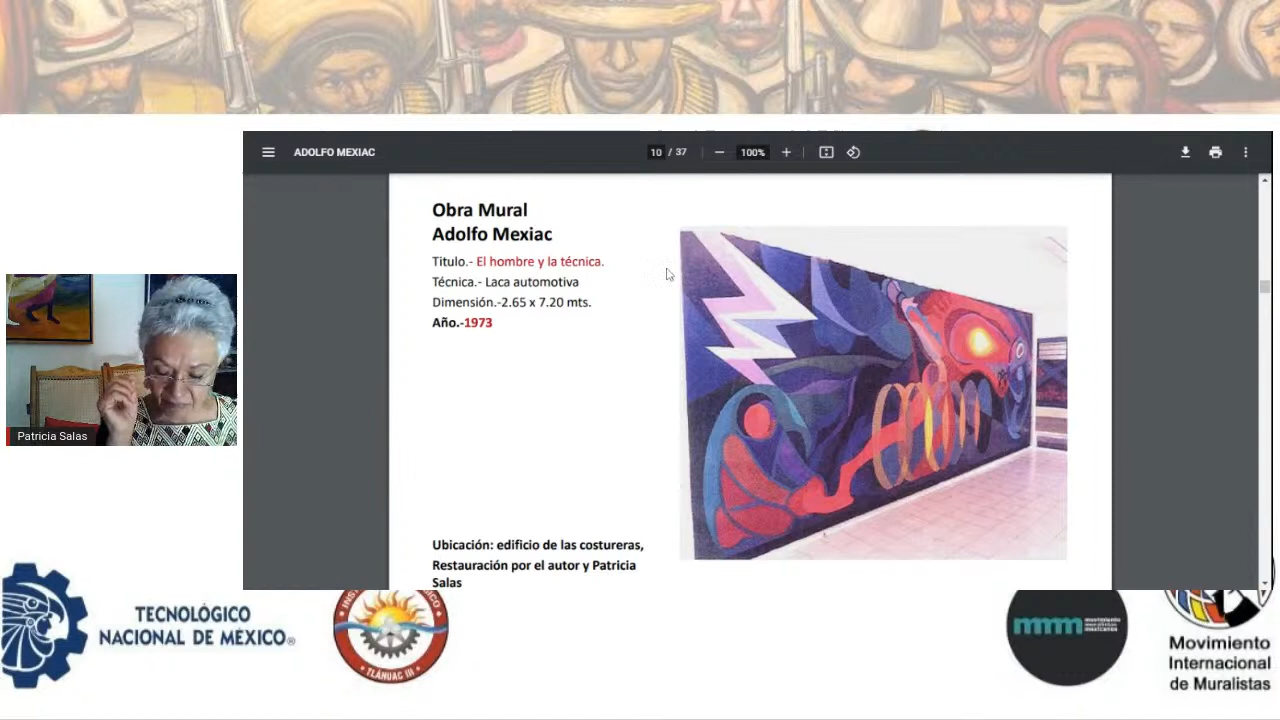 ADOLFO MEXIAC
10 / 37
100%
Obra Mural
Adolfo Mexiac
Titulo.- El hombre y la técnica.
Técnica.- Laca automotiva
Dimensión.-2.65 x 7.20 mts.
Año.-1973
Patricia Salas
Ubicación: edificio de las costureras,
Restauración por el autor y Patricia
Salas
TECNOLÓGICO
NACIONAL DE MÉXICO®
TLÁHUAC III
mmm
Movimiento
Internacional
de Muralistas